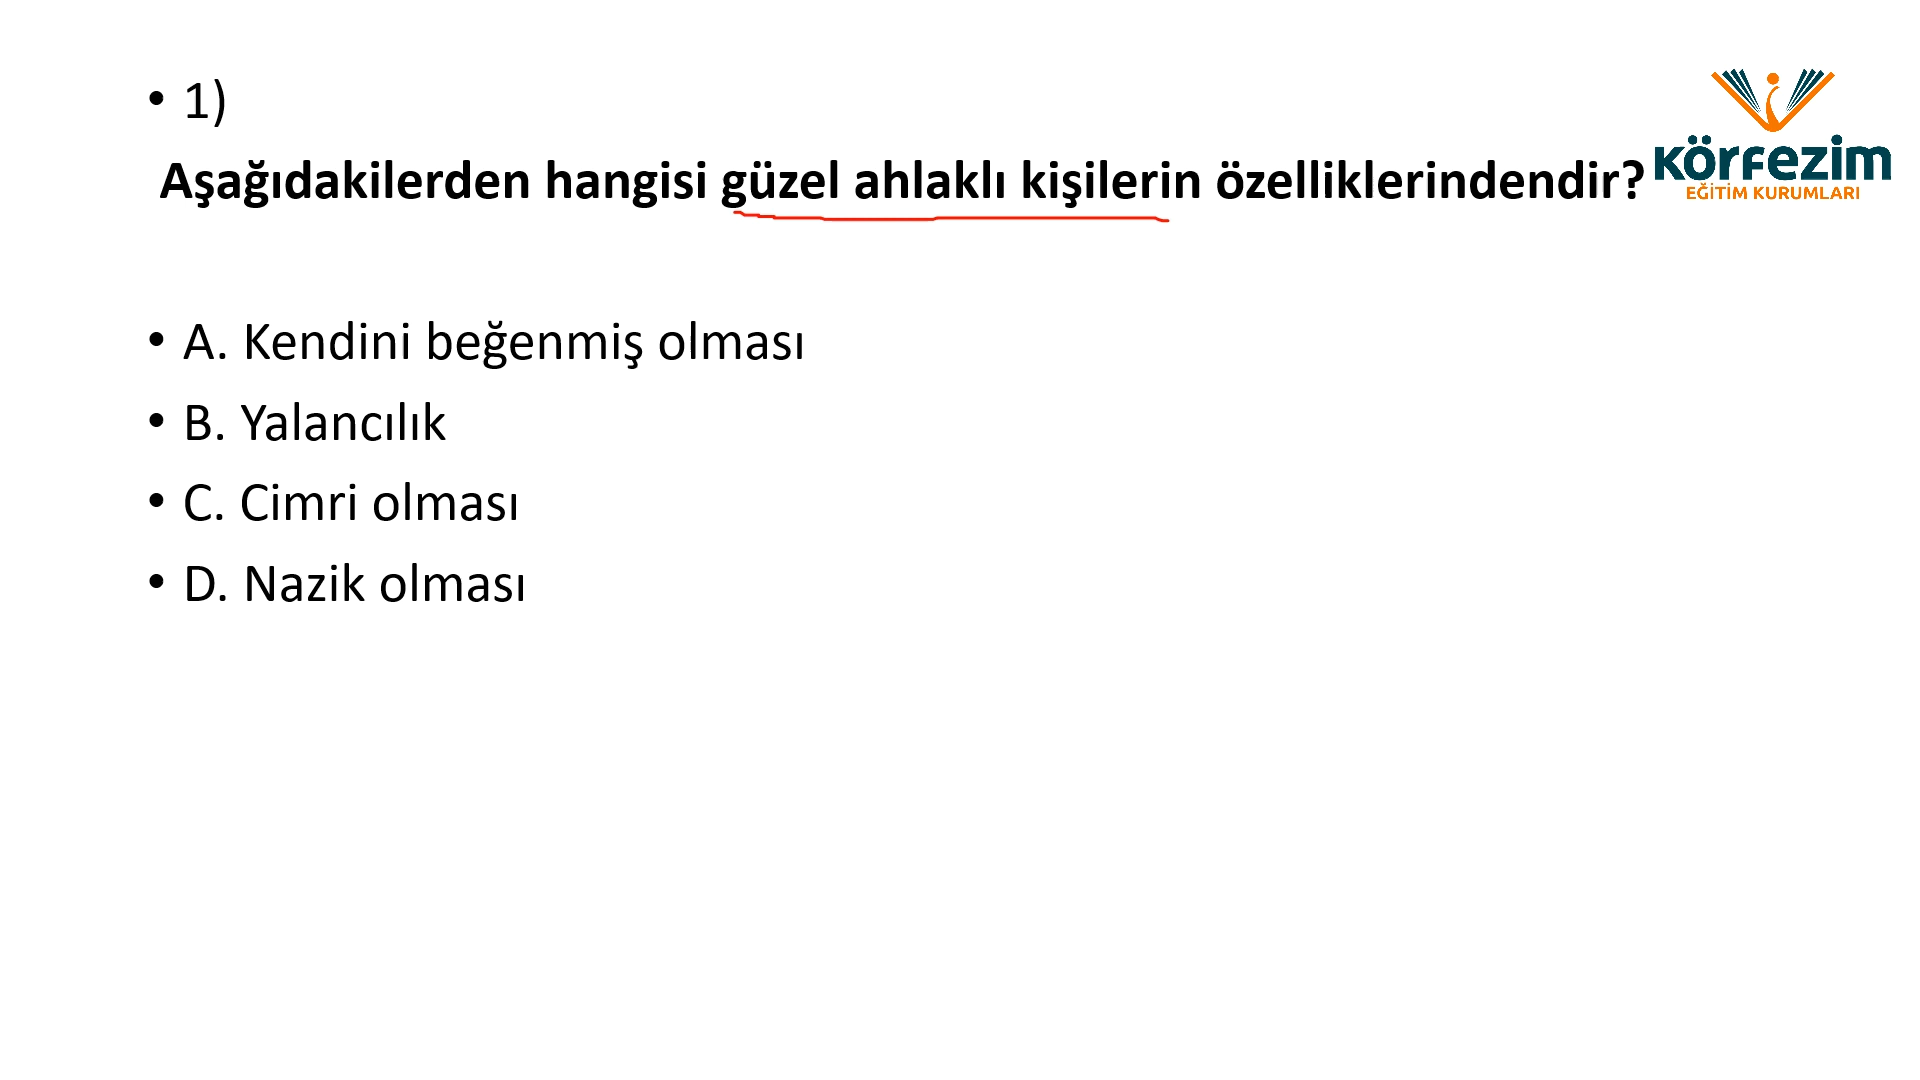 • 1)
Aşağıdakilerden hangisi güzel ahlaklı kişilerin özelliklerindendir?
körfezim
EĞİTİM KURUMLARI
• A. Kendini beğenmiş olması
• B. Yalancılık
• C. Cimri olması
• D. Nazik olması